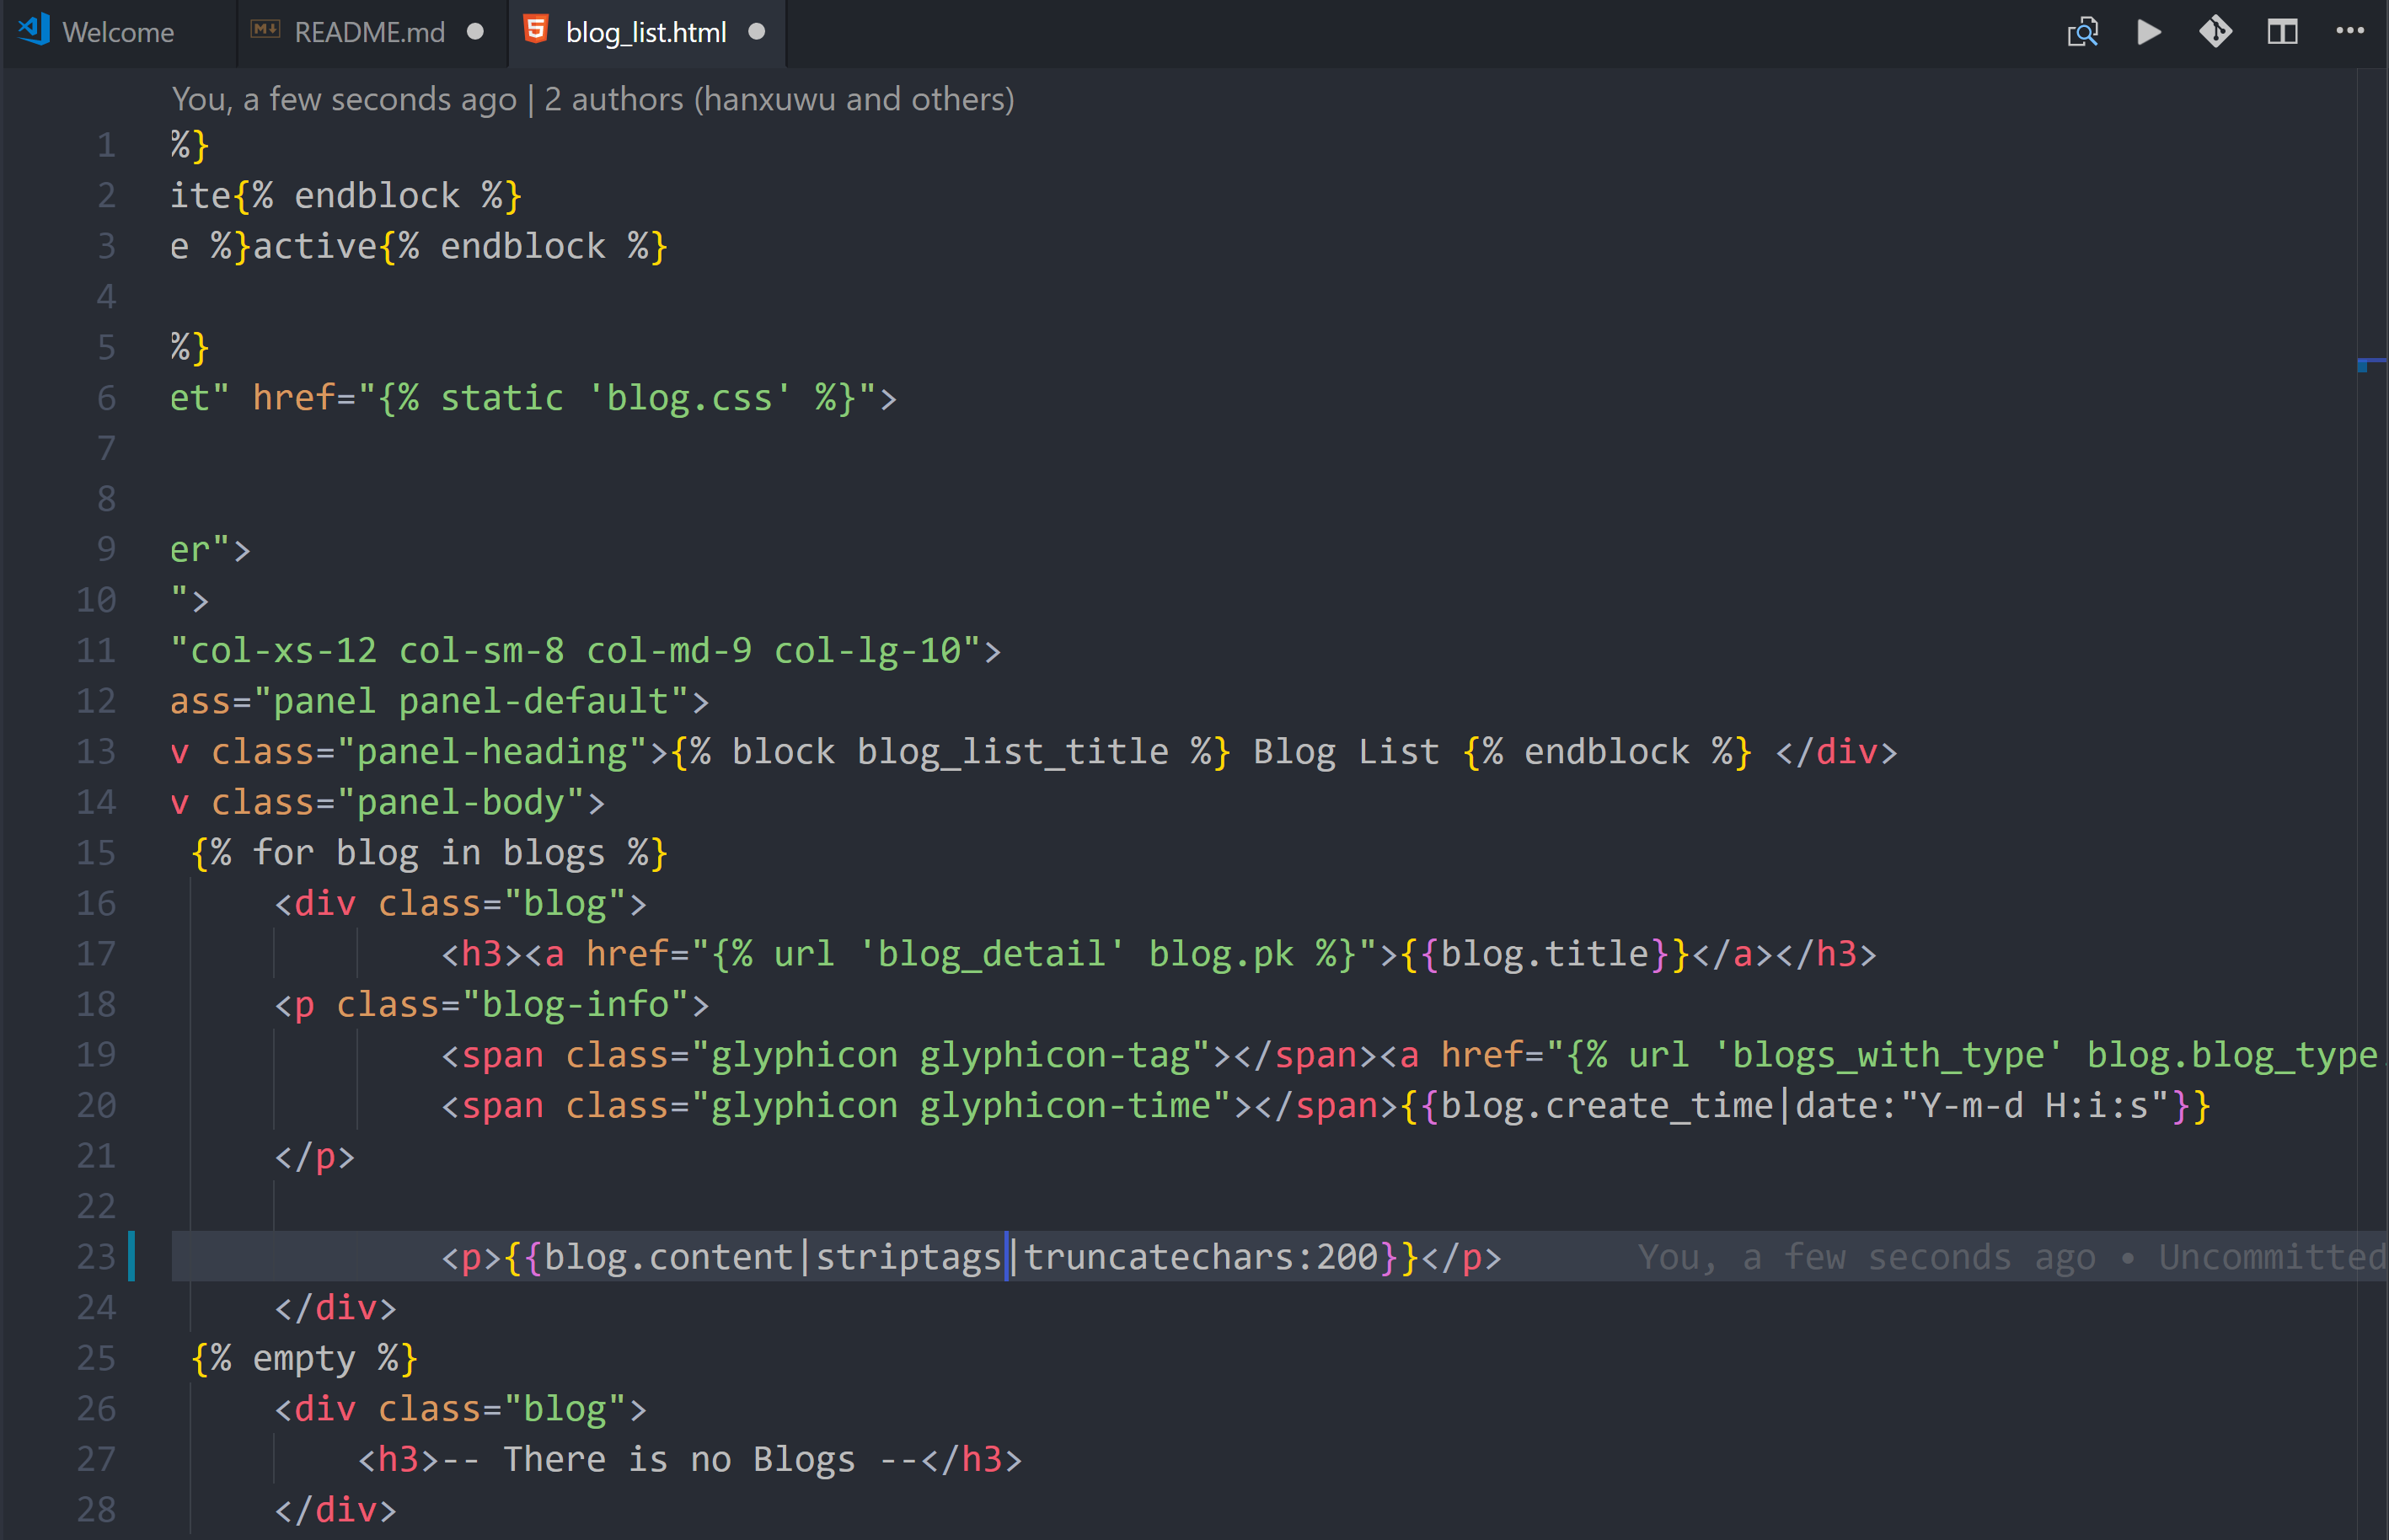 Welcome README.md blog_list.html
You, a few seconds ago | 2 authors (hanxuwu and others)
1 %}
2 ite{% endblock %}
3 e %}active{% endblock %}
4
5 %}
6 et" href="{% static 'blog.css' %}">
7
8
9 er">
10 ">
11 "col-xs-12 col-sm-8 col-md-9 col-lg-10">
12 ass="panel panel-default">
13 v class="panel-heading">{% block blog_list_title %} Blog List {% endblock %} </div>
14 v class="panel-body">
15 {% for blog in blogs %}
16 <div class="blog">
17 <h3><a href="{% url 'blog_detail' blog.pk %}">{{blog.title}}</a></h3>
18 <p class="blog-info">
19 <span class="glyphicon glyphicon-tag"></span><a href="{% url 'blogs_with_type' blog.blog_type
20 <span class="glyphicon glyphicon-time"></span>{{blog.create_time|date:"Y-m-d H:i:s"}}
21 </p>
22
23 <p>{{blog.content|striptags|truncatechars:200}}</p> You, a few seconds ago • Uncommitted
24 </div>
25 {% empty %}
26 <div class="blog">
27 <h3>-- There is no Blogs --</h3>
28 </div>